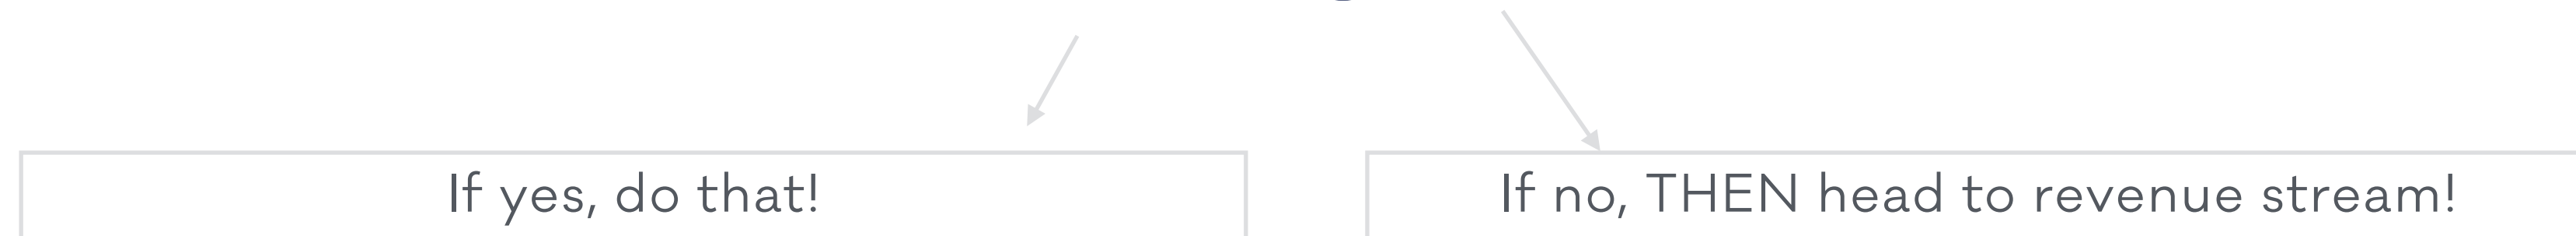 If yes, do that!
If no, THEN head to revenue stream!